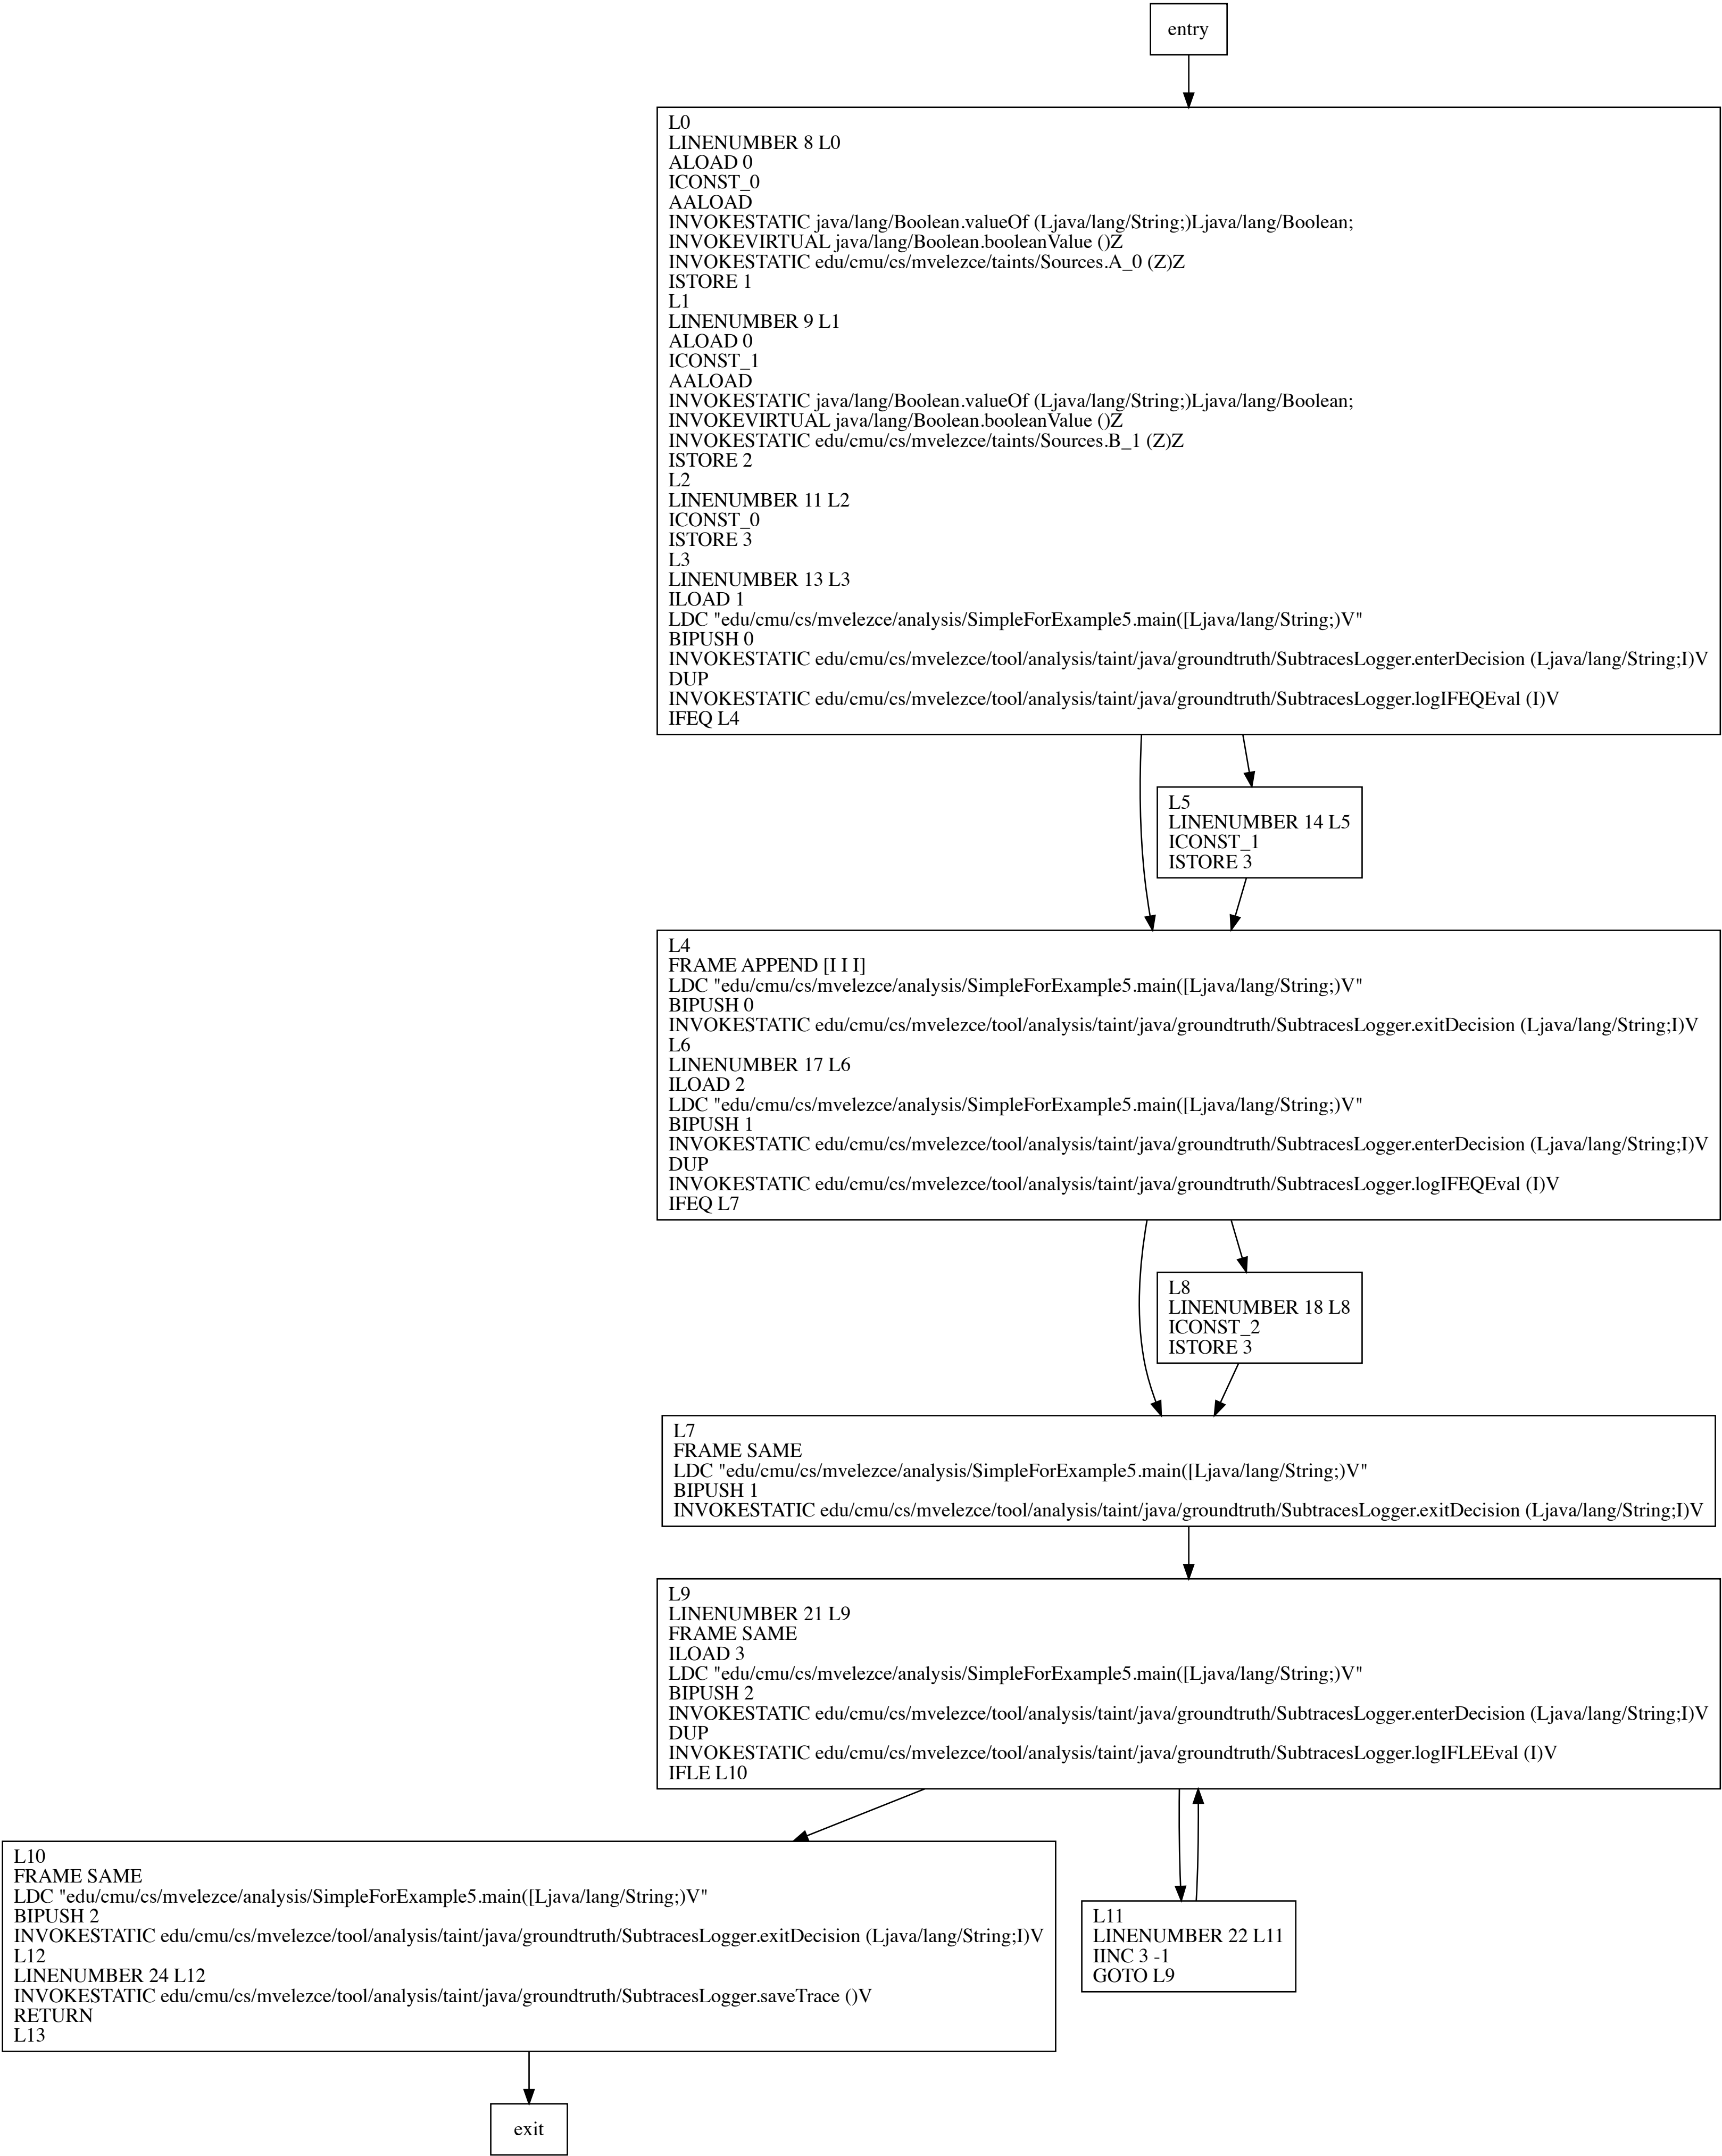 entry
L0
LINENUMBER 8 L0
ALOAD 0
ICONST_0
AALOAD
INVOKESTATIC java/lang/Boolean.valueOf (Ljava/lang/String;)Ljava/lang/Boolean;
INVOKEVIRTUAL java/lang/Boolean.booleanValue ()Z
INVOKESTATIC edu/cmu/cs/mvelezce/taints/Sources.A_0 (Z)Z
ISTORE 1
L1
LINENUMBER 9 L1
ALOAD 0
ICONST_1
AALOAD
INVOKESTATIC java/lang/Boolean.valueOf (Ljava/lang/String;)Ljava/lang/Boolean;
INVOKEVIRTUAL java/lang/Boolean.booleanValue ()Z
INVOKESTATIC edu/cmu/cs/mvelezce/taints/Sources.B_1 (Z)Z
ISTORE 2
L2
LINENUMBER 11 L2
ICONST_0
ISTORE 3
L3
LINENUMBER 13 L3
ILOAD 1
LDC "edu/cmu/cs/mvelezce/analysis/SimpleForExample5.main([Ljava/lang/String;)V"
BIPUSH 0
INVOKESTATIC edu/cmu/cs/mvelezce/tool/analysis/taint/java/groundtruth/SubtracesLogger.enterDecision (Ljava/lang/String;I)V
DUP
INVOKESTATIC edu/cmu/cs/mvelezce/tool/analysis/taint/java/groundtruth/SubtracesLogger.logIFEQEval (I)V
IFEQ L4
L5
LINENUMBER 14 L5
ICONST_1
ISTORE 3
L4
FRAME APPEND [I I I]
LDC "edu/cmu/cs/mvelezce/analysis/SimpleForExample5.main([Ljava/lang/String;)V"
BIPUSH 0
INVOKESTATIC edu/cmu/cs/mvelezce/tool/analysis/taint/java/groundtruth/SubtracesLogger.exitDecision (Ljava/lang/String;I)V
L6
LINENUMBER 17 L6
ILOAD 2
LDC "edu/cmu/cs/mvelezce/analysis/SimpleForExample5.main([Ljava/lang/String;)V"
BIPUSH 1
INVOKESTATIC edu/cmu/cs/mvelezce/tool/analysis/taint/java/groundtruth/SubtracesLogger.enterDecision (Ljava/lang/String;I)V
DUP
INVOKESTATIC edu/cmu/cs/mvelezce/tool/analysis/taint/java/groundtruth/SubtracesLogger.logIFEQEval (I)V
IFEQ L7
L8
LINENUMBER 18 L8
ICONST_2
ISTORE 3
L7
FRAME SAME
LDC "edu/cmu/cs/mvelezce/analysis/SimpleForExample5.main([Ljava/lang/String;)V"
BIPUSH 1
INVOKESTATIC edu/cmu/cs/mvelezce/tool/analysis/taint/java/groundtruth/SubtracesLogger.exitDecision (Ljava/lang/String;I)V
L9
LINENUMBER 21 L9
FRAME SAME
ILOAD 3
LDC "edu/cmu/cs/mvelezce/analysis/SimpleForExample5.main([Ljava/lang/String;)V"
BIPUSH 2
INVOKESTATIC edu/cmu/cs/mvelezce/tool/analysis/taint/java/groundtruth/SubtracesLogger.enterDecision (Ljava/lang/String;I)V
DUP
INVOKESTATIC edu/cmu/cs/mvelezce/tool/analysis/taint/java/groundtruth/SubtracesLogger.logIFLEEval (I)V
IFLE L10
L10
FRAME SAME
LDC "edu/cmu/cs/mvelezce/analysis/SimpleForExample5.main([Ljava/lang/String;)V"
BIPUSH 2
INVOKESTATIC edu/cmu/cs/mvelezce/tool/analysis/taint/java/groundtruth/SubtracesLogger.exitDecision (Ljava/lang/String;I)V
L12
LINENUMBER 24 L12
INVOKESTATIC edu/cmu/cs/mvelezce/tool/analysis/taint/java/groundtruth/SubtracesLogger.saveTrace ()V
RETURN
L13
L11
LINENUMBER 22 L11
IINC 3 -1
GOTO L9
exit